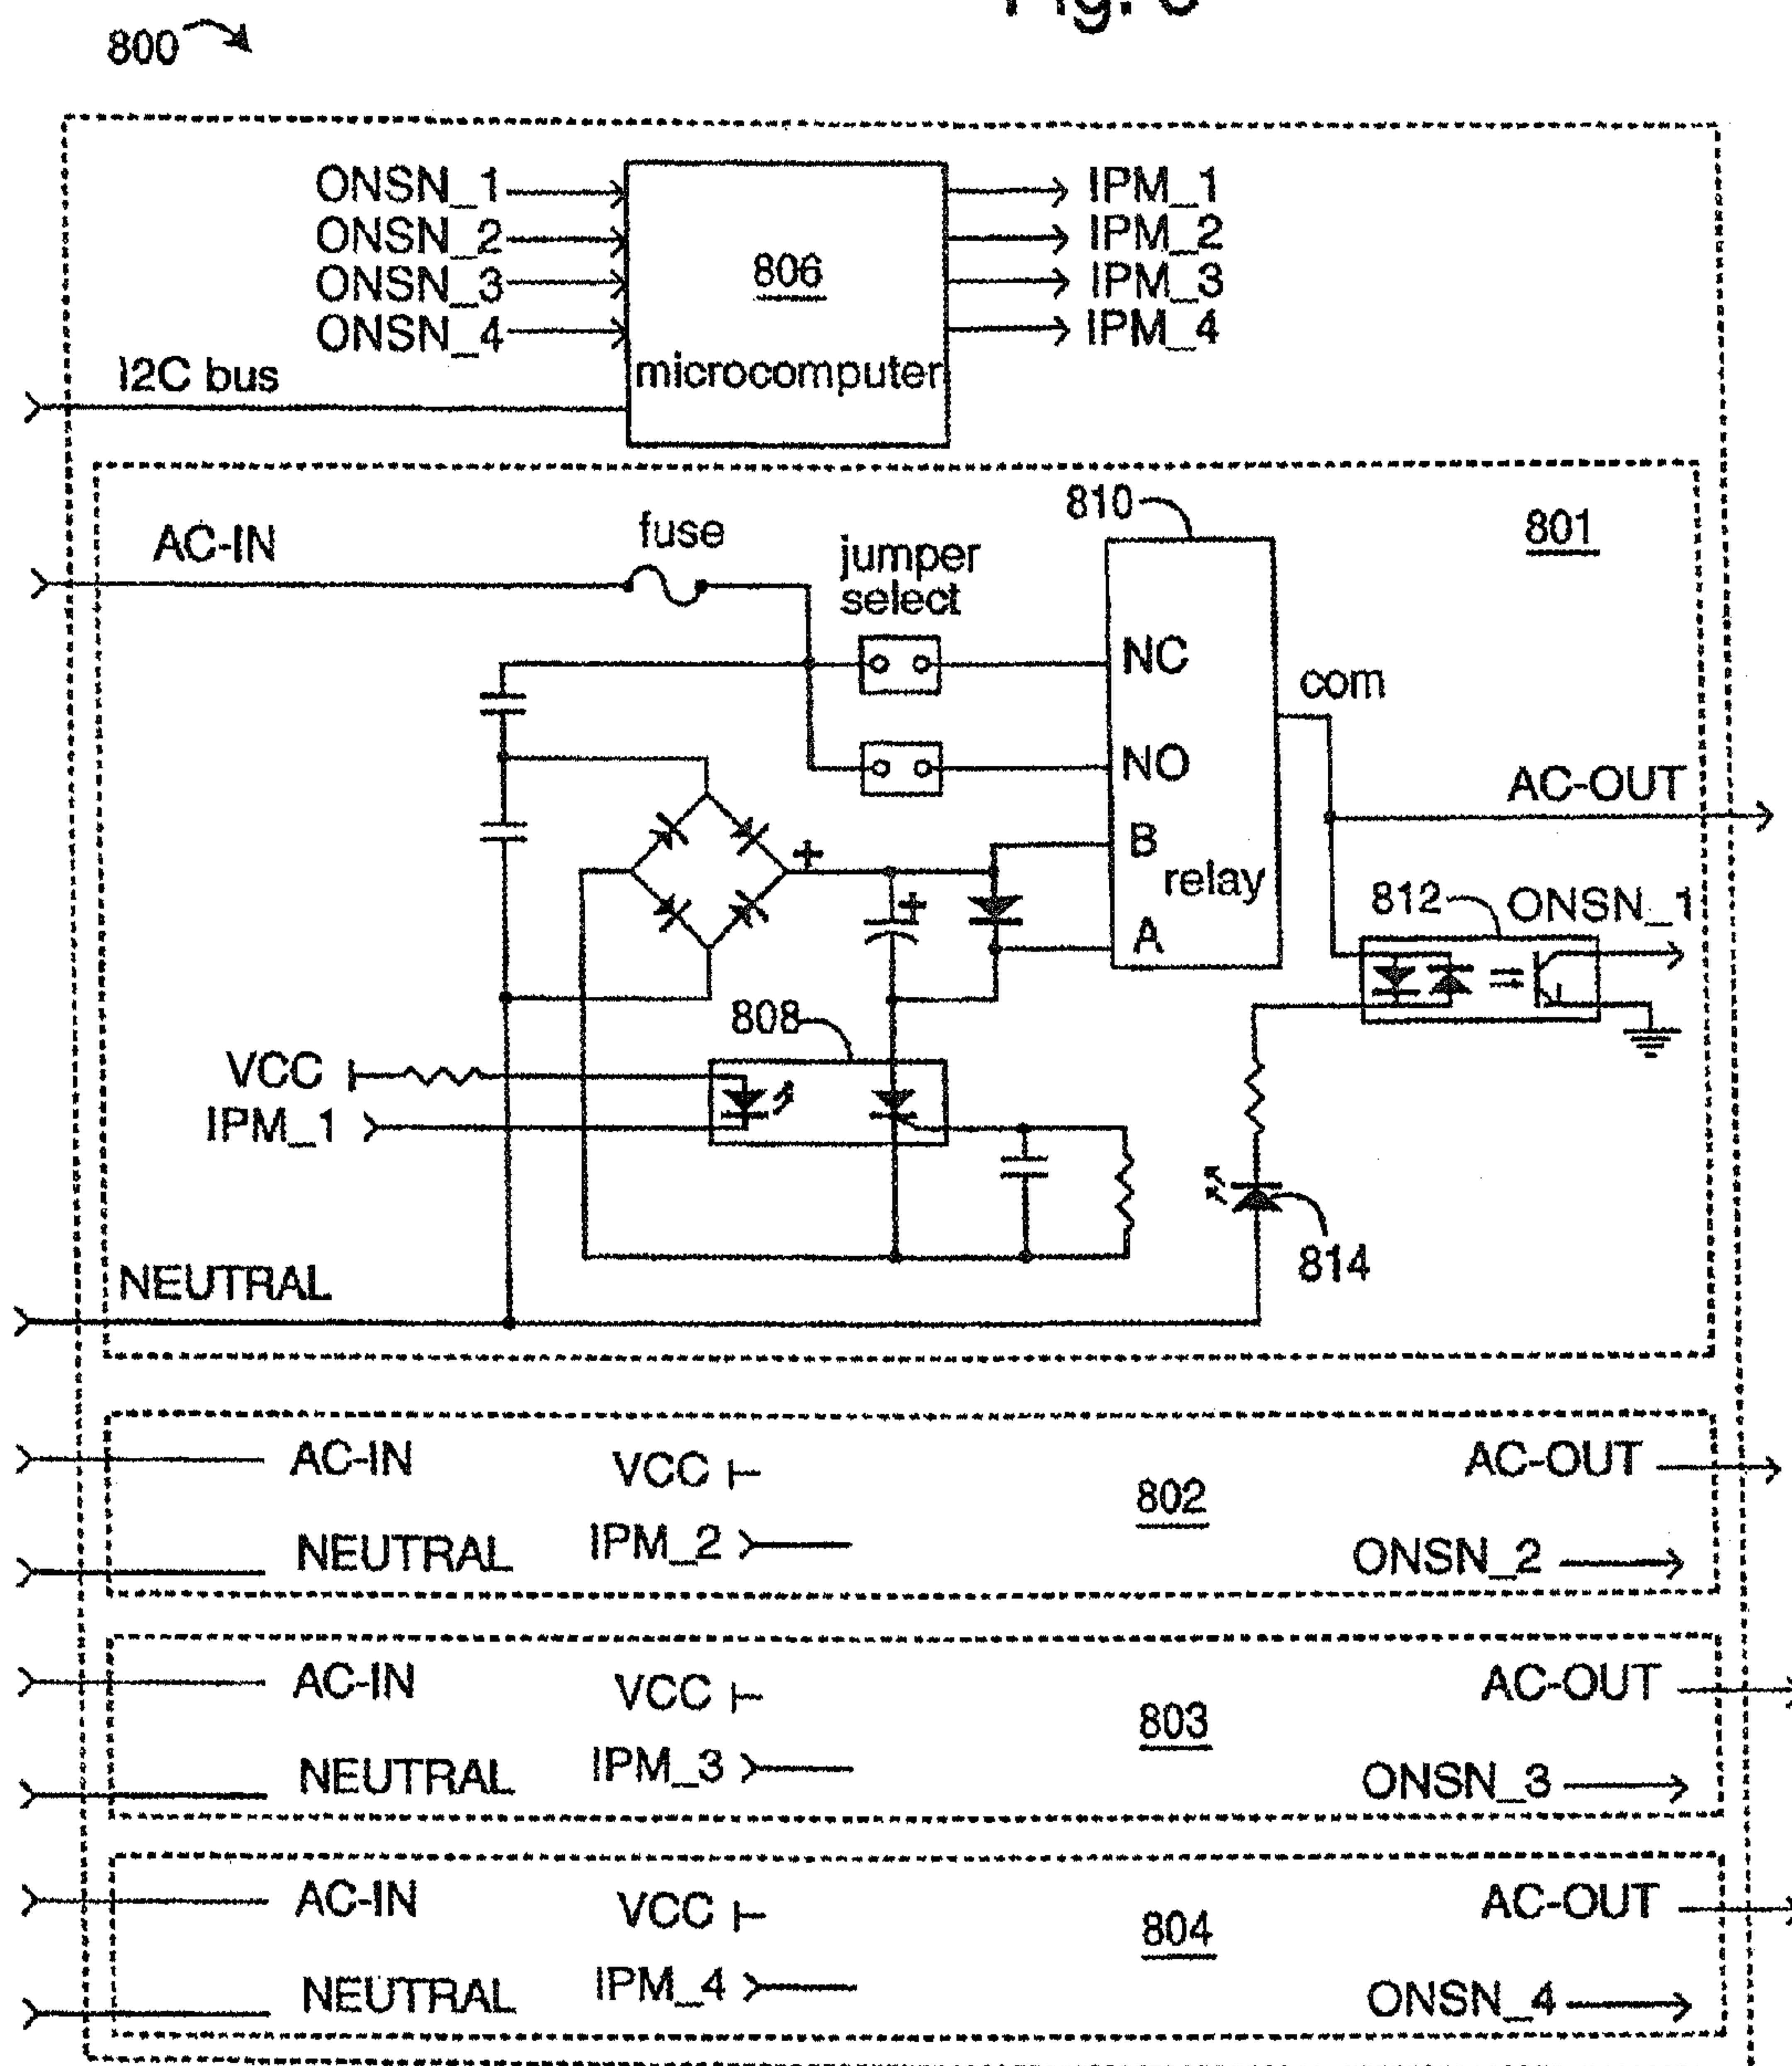 800
ONSN_1
ONSN_2
ONSN_3
ONSN_4
806
microcomputer
IPM_1
IPM_2
IPM_3
IPM_4
I2C bus
AC-IN
fuse
jumper
select
810
801
NC
NO
B
relay
A
com
AC-OUT
812
ONSN_1
+
+
808
VCC
IPM_1
814
NEUTRAL
AC-IN
VCC
802
AC-OUT
NEUTRAL
IPM_2
ONSN_2
AC-IN
VCC
803
AC-OUT
NEUTRAL
IPM_3
ONSN_3
AC-IN
VCC
804
AC-OUT
NEUTRAL
IPM_4
ONSN_4